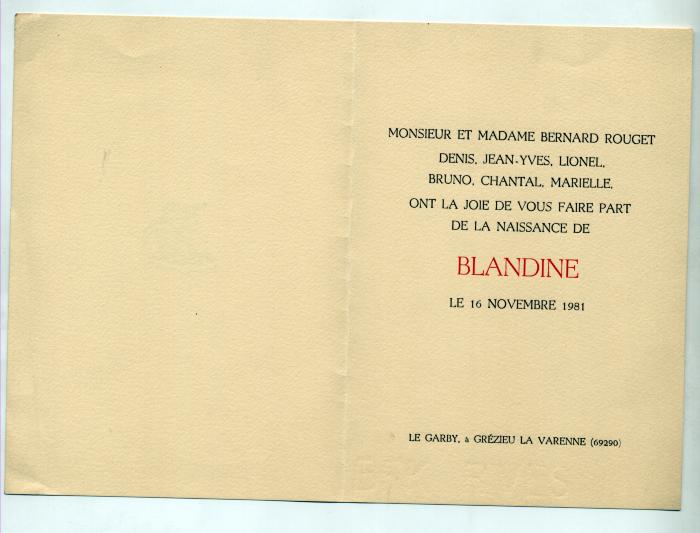 MONSIEUR ET MADAME BERNARD ROUGET
DENIS, JEAN-YVES, LIONEL,
BRUNO, CHANTAL, MARIELLE,
ONT LA JOIE DE VOUS FAIRE PART
DE LA NAISSANCE DE
BLANDINE
LE 16 NOVEMBRE 1981
LE GARBY, à GRÉZIEU LA VARENNE (69290)